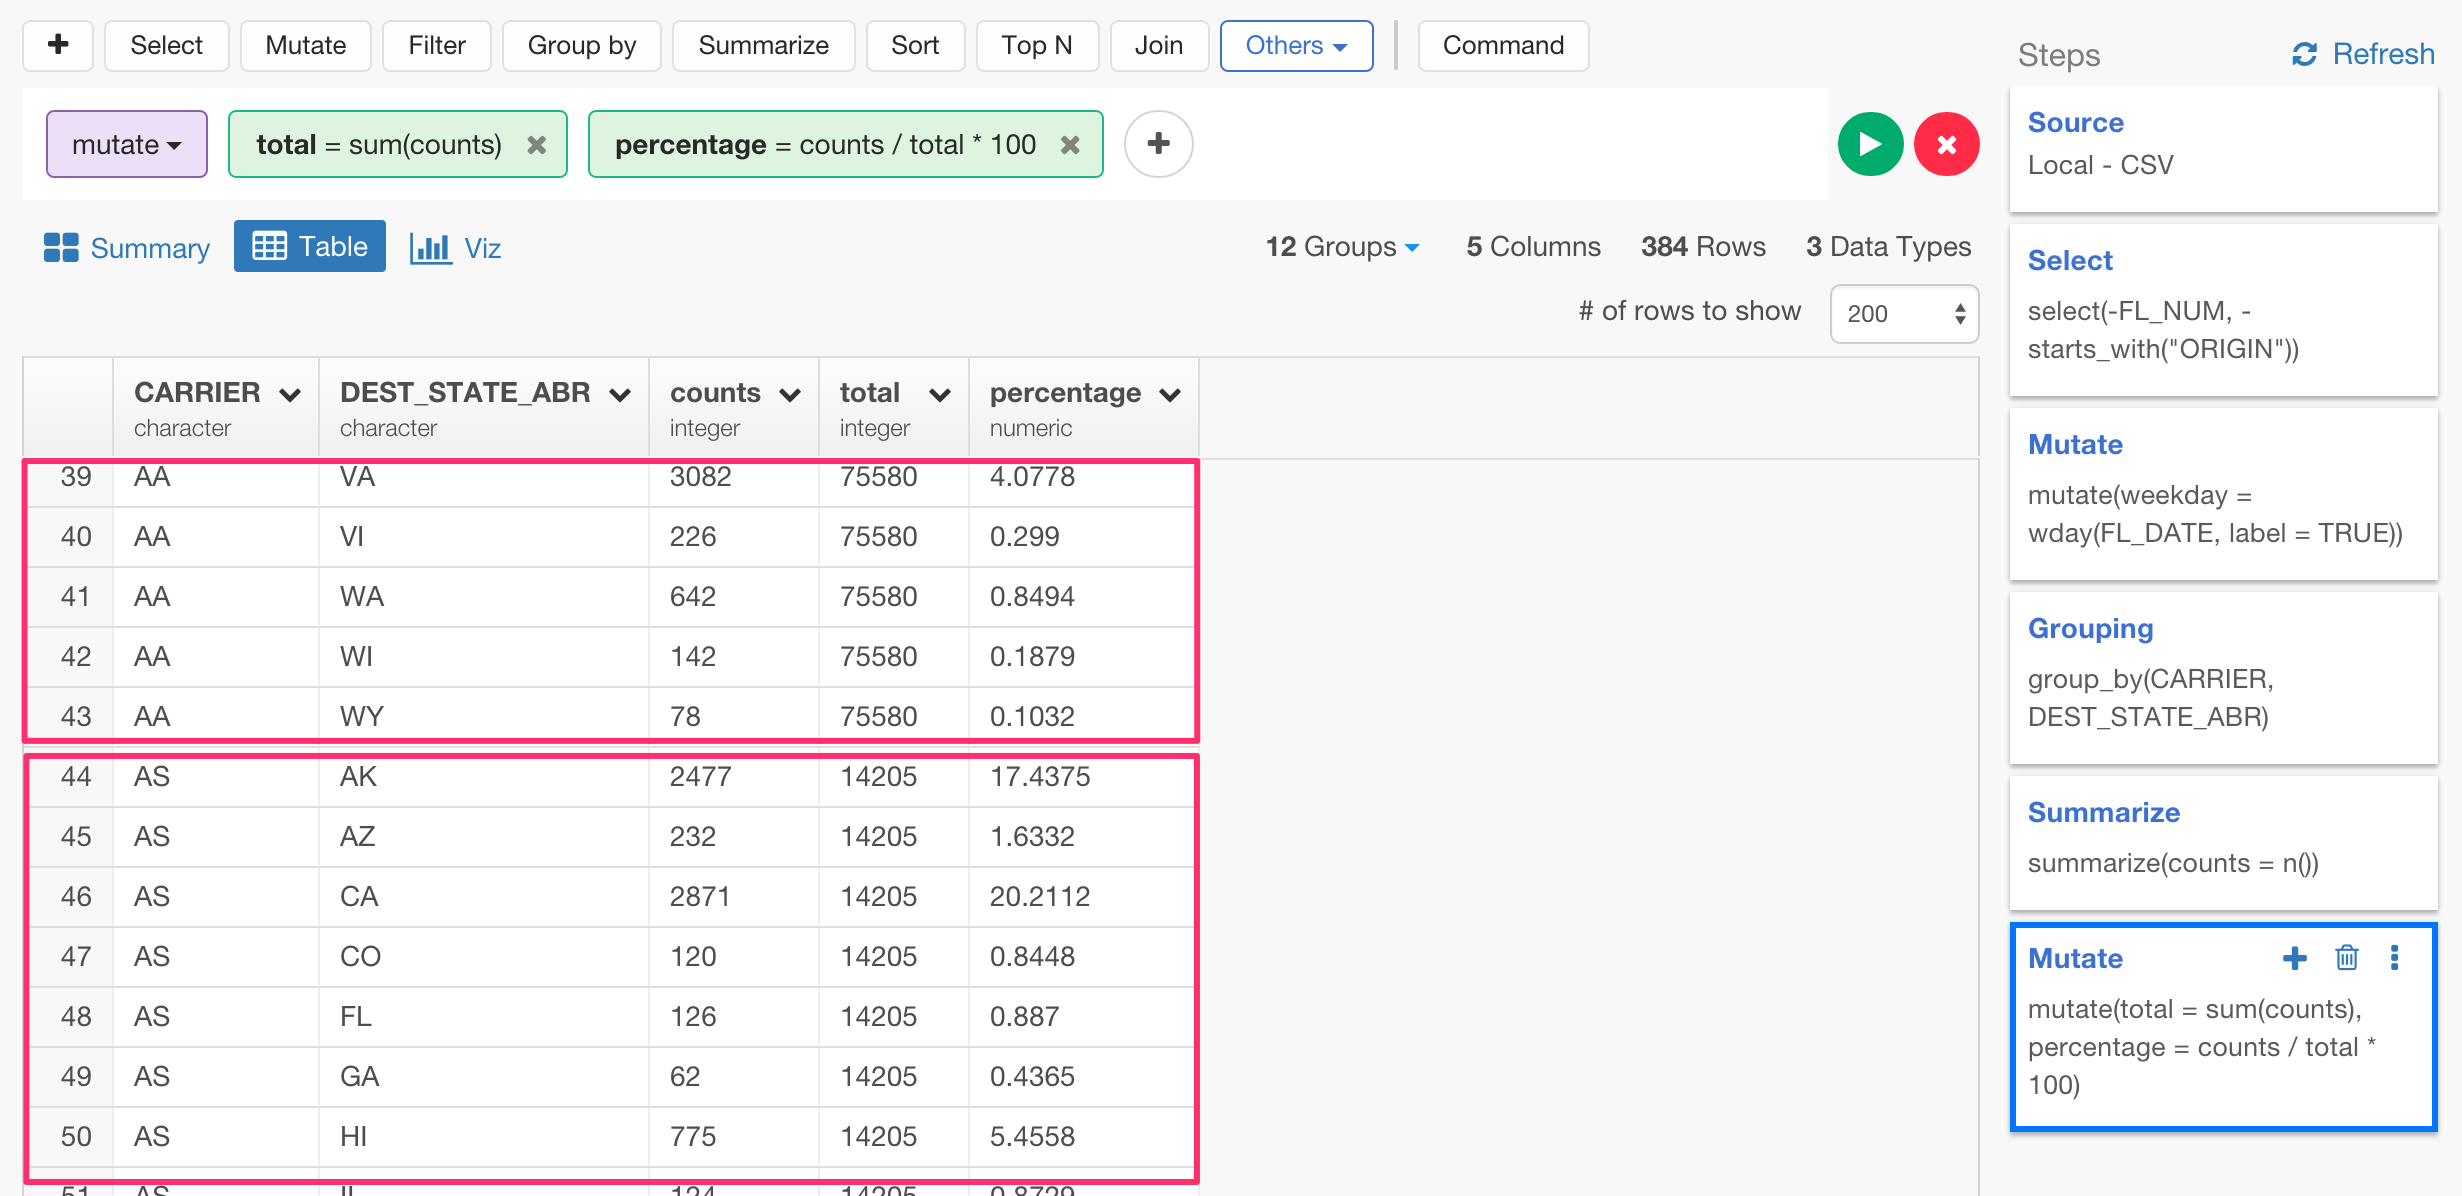 Select Mutate Filter Group by Summarize Sort Top N Join Others Command
mutate total = sum(counts) percentage = counts / total * 100
Summary Table Viz 12 Groups 5 Columns 384 Rows 3 Data Types
# of rows to show 200
CARRIER DEST_STATE_ABR counts total percentage
character character integer integer numeric
39 AA VA 3082 75580 4.0778
40 AA VI 226 75580 0.299
41 AA WA 642 75580 0.8494
42 AA WI 142 75580 0.1879
43 AA WY 78 75580 0.1032
44 AS AK 2477 14205 17.4375
45 AS AZ 232 14205 1.6332
46 AS CA 2871 14205 20.2112
47 AS CO 120 14205 0.8448
48 AS FL 126 14205 0.887
49 AS GA 62 14205 0.4365
50 AS HI 775 14205 5.4558
51 AS IL 124 14205 0.8729
Steps Refresh
Source
Local - CSV
Select
select(-FL_NUM, -
starts_with("ORIGIN"))
Mutate
mutate(weekday =
wday(FL_DATE, label = TRUE))
Grouping
group_by(CARRIER,
DEST_STATE_ABR)
Summarize
summarize(counts = n())
Mutate
mutate(total = sum(counts),
percentage = counts / total *
100)